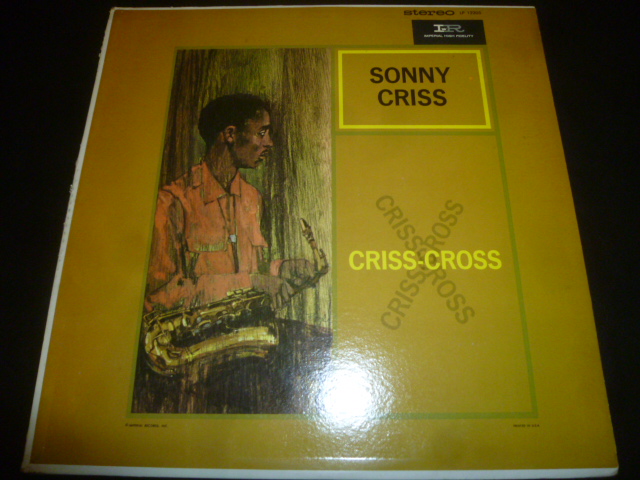 stereo
IR
IMPERIAL HIGH FIDELITY
SONNY
CRISS
CRISS-CROSS
CRISS-CROSS
CRISS-CROSS